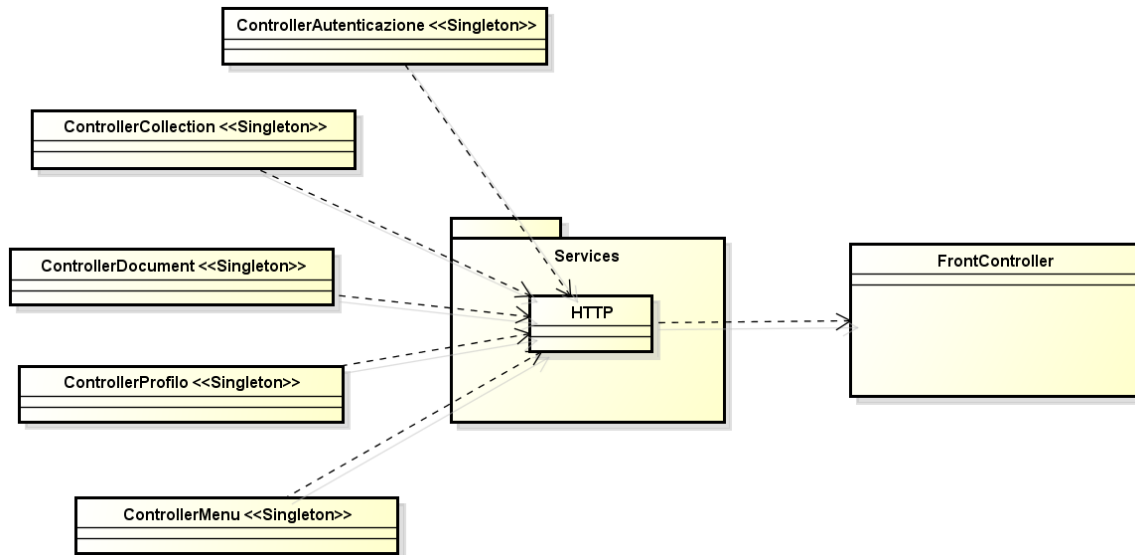 ControllerAutenticazione <<Singleton>>
ControllerCollection <<Singleton>>
ControllerDocument <<Singleton>>
Services
FrontController
HTTP
ControllerProfilo <<Singleton>>
ControllerMenu <<Singleton>>